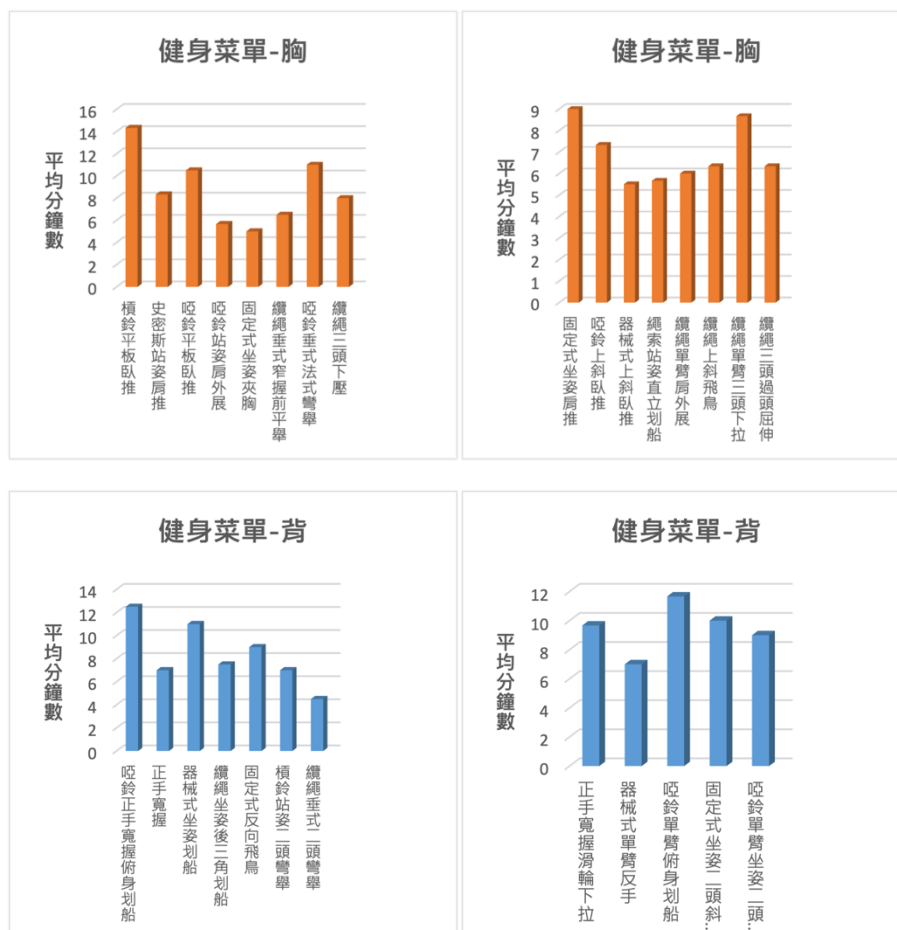 健身菜單-胸
平均分鐘數
16
14
12
10
8
6
4
2
0
槓鈴平板臥推
史密斯站姿肩推
啞鈴平板臥推
啞鈴站姿肩外展
固定式坐姿夾胸
纜繩垂式窄握前平舉
啞鈴垂式法式彎舉
纜繩三頭下壓
健身菜單-胸
平均分鐘數
9
8
7
6
5
4
3
2
1
0
固定式坐姿肩推
啞鈴上斜臥推
器械式上斜臥推
繩索站姿直立划船
纜繩單臂肩外展
纜繩上斜飛鳥
纜繩單臂三頭下拉
纜繩三頭過頭屈伸
健身菜單-背
平均分鐘數
14
12
10
8
6
4
2
0
啞鈴正手寬握俯身划船
正手寬握
器械式坐姿划船
纜繩坐姿後三角划船
固定式反向飛鳥
槓鈴站姿二頭彎舉
纜繩垂式二頭彎舉
健身菜單-背
平均分鐘數
12
10
8
6
4
2
0
正手寬握滑輪下拉
器械式單臂反手
啞鈴單臂俯身划船
固定式坐姿二頭斜…
啞鈴單臂坐姿二頭…